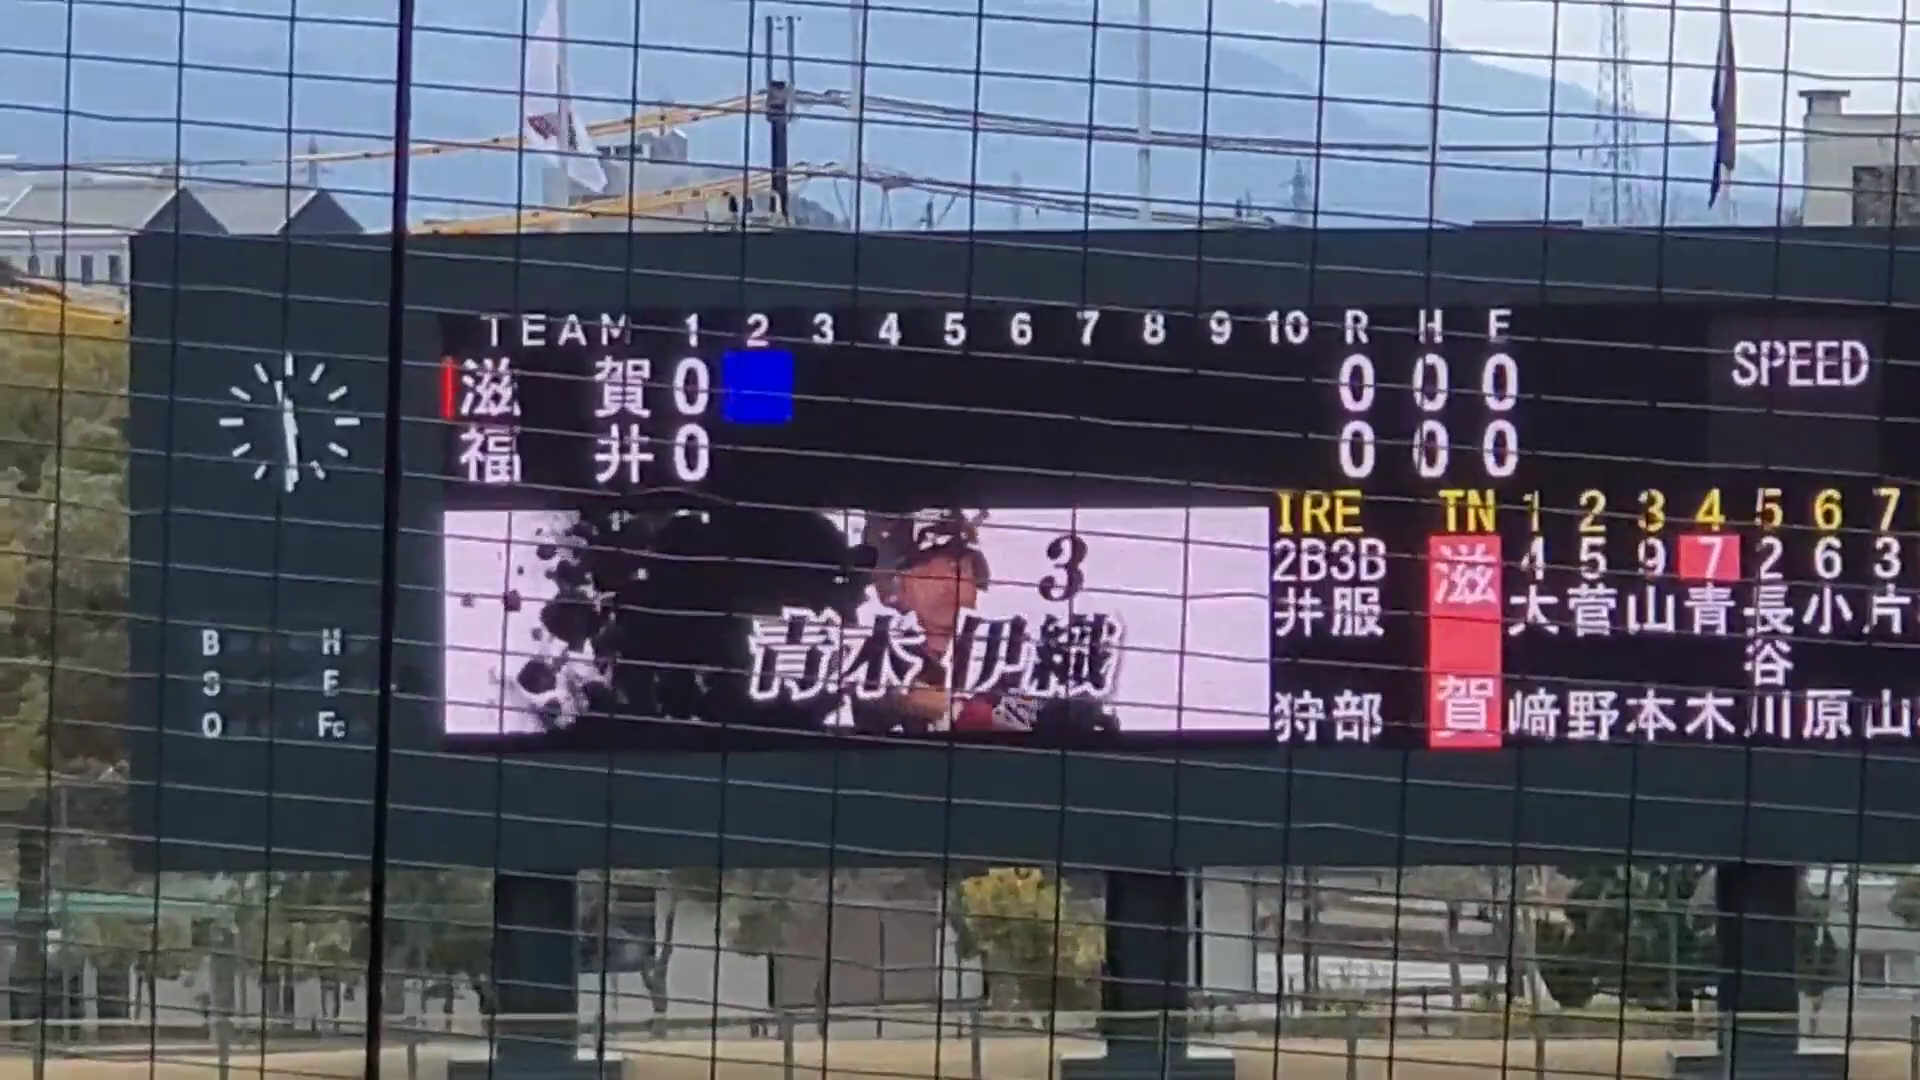 TEAM 1 2 3 4 5 6 7 8 9 10 R H E
滋賀 0 0 0 0
福井 0 0 0 0
SPEED
3
青木 伊織
IRE TN 1 2 3 4 5 6 7
2B 3B 4 5 9 7 2 6 3
井狩 服部 滋賀 大﨑 菅野 山本 青木 長谷川 小原 片山
B H
S E
O Fc